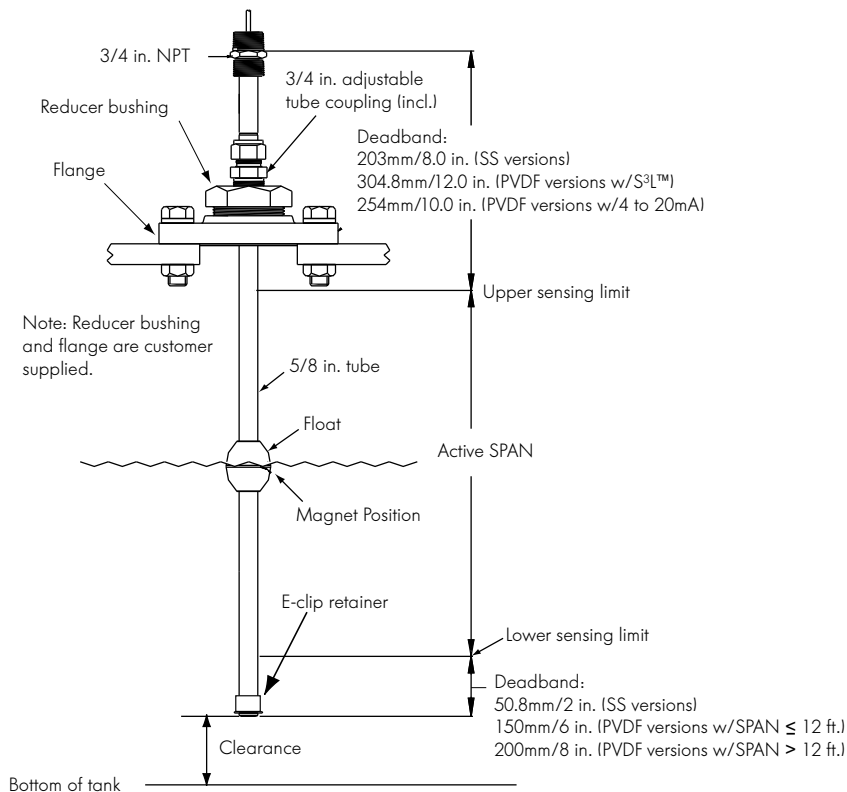 3/4 in. NPT
3/4 in. adjustable
tube coupling (incl.)
Reducer bushing
Deadband:
203mm/8.0 in. (SS versions)
304.8mm/12.0 in. (PVDF versions w/S³L™)
254mm/10.0 in. (PVDF versions w/4 to 20mA)
Flange
Upper sensing limit
Note: Reducer bushing
and flange are customer
supplied.
5/8 in. tube
Float
Active SPAN
Magnet Position
E-clip retainer
Lower sensing limit
Deadband:
50.8mm/2 in. (SS versions)
150mm/6 in. (PVDF versions w/SPAN ≤ 12 ft.)
200mm/8 in. (PVDF versions w/SPAN > 12 ft.)
Clearance
Bottom of tank